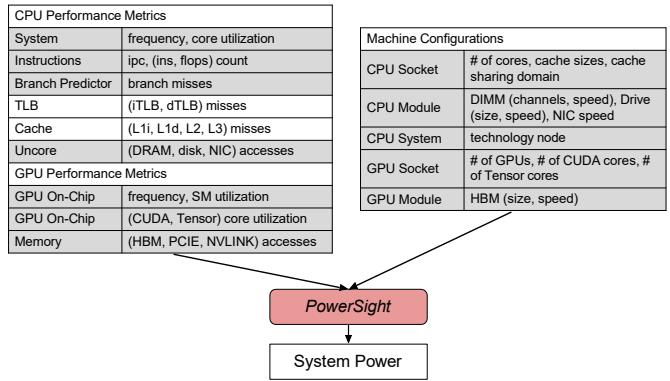 CPU Performance Metrics
System frequency, core utilization
Instructions ipc, (ins, flops) count
Branch Predictor branch misses
TLB (iTLB, dTLB) misses
Cache (L1i, L1d, L2, L3) misses
Uncore (DRAM, disk, NIC) accesses
GPU Performance Metrics
GPU On-Chip frequency, SM utilization
GPU On-Chip (CUDA, Tensor) core utilization
Memory (HBM, PCIE, NVLINK) accesses
Machine Configurations
CPU Socket # of cores, cache sizes, cache
sharing domain
CPU Module DIMM (channels, speed), Drive
(size, speed), NIC speed
CPU System technology node
GPU Socket # of GPUs, # of CUDA cores, #
of Tensor cores
GPU Module HBM (size, speed)
PowerSight
System Power